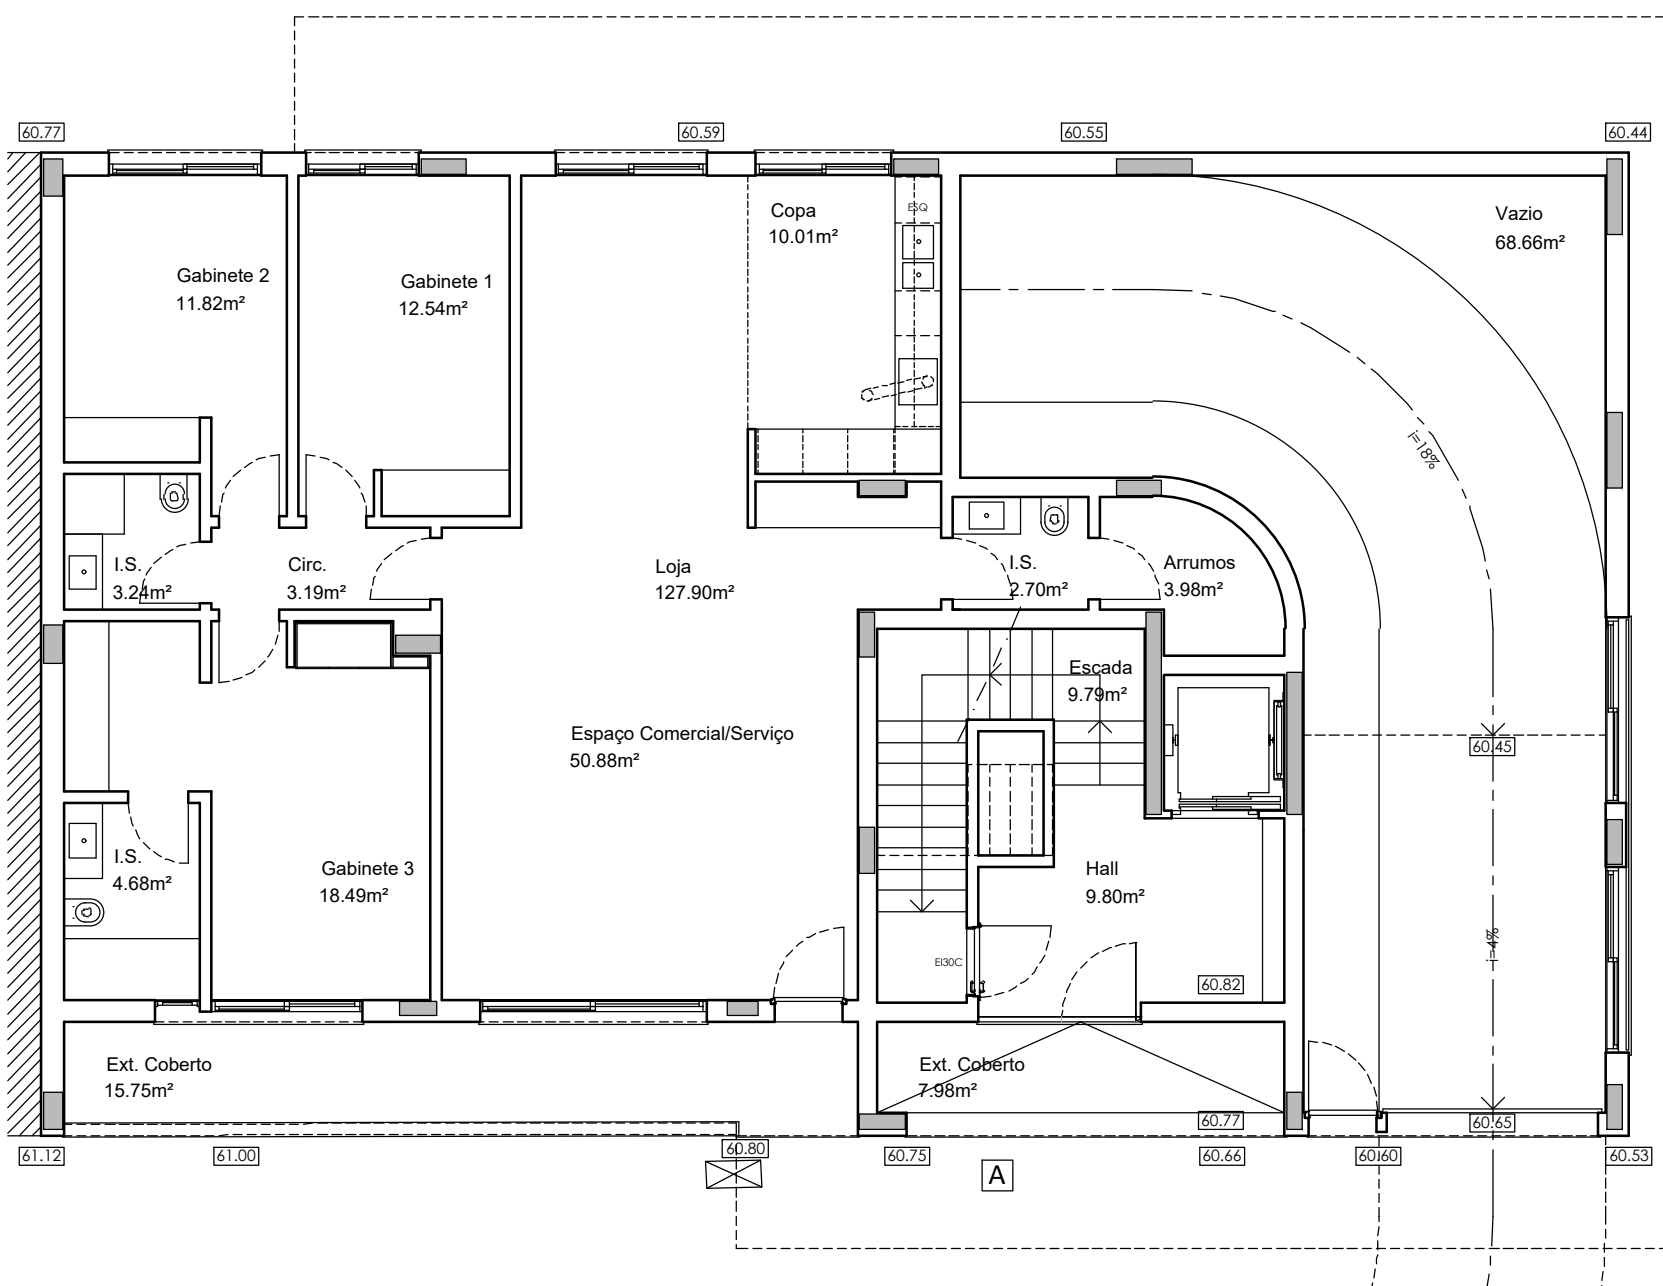 60.77
60.59
60.55
60.44
Copa
10.01m²
ESQ
Vazio
68.66m²
Gabinete 2
11.82m²
Gabinete 1
12.54m²
i=18%
I.S.
3.24m²
Circ.
3.19m²
Loja
127.90m²
I.S.
2.70m²
Arrumos
3.98m²
Escada
9.79m²
Espaço Comercial/Serviço
50.88m²
60.45
I.S.
4.68m²
Gabinete 3
18.49m²
Hall
9.80m²
i=4%
EI30C
60.82
Ext. Coberto
15.75m²
Ext. Coberto
7.98m²
60.77
60.65
61.12
61.00
60.80
60.75
A
60.66
60.60
60.53